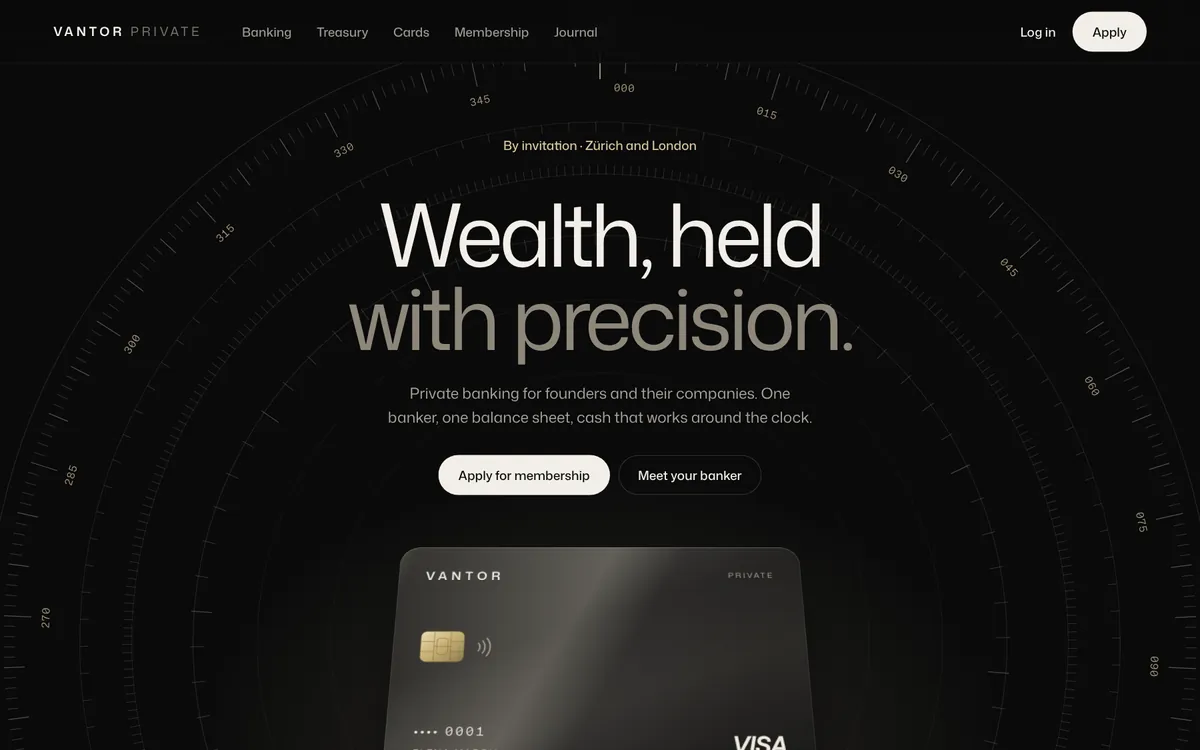 VANTOR PRIVATE Banking Treasury Cards Membership Journal Log in Apply
000
345
015
330
030
315
045
300
060
285
075
270
090
By invitation · Zürich and London
Wealth, held
with precision.
Private banking for founders and their companies. One
banker, one balance sheet, cash that works around the clock.
Apply for membership Meet your banker
VANTOR PRIVATE
•••• 0001
VISA